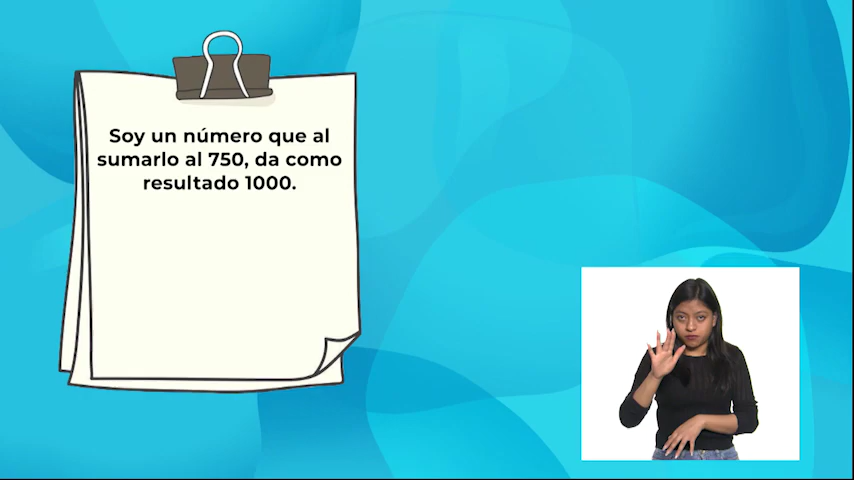 Soy un número que al
sumarlo al 750, da como
resultado 1000.